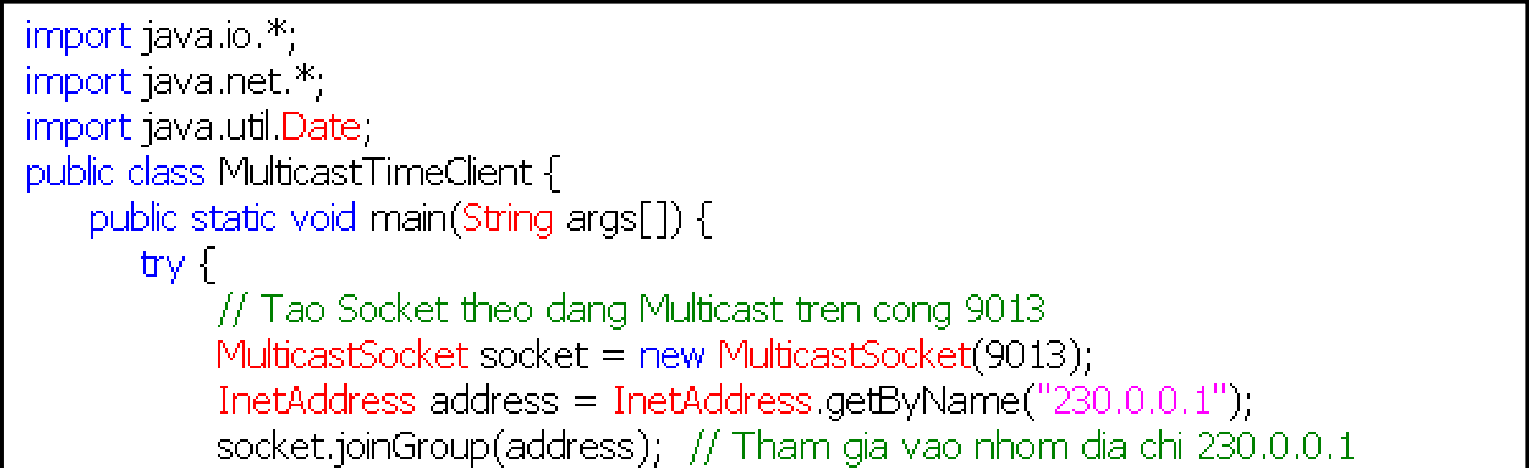 import java.io.*;
import java.net.*;
import java.util.Date;
public class MulticastTimeClient {
public static void main(String args[]) {
try {
// Tao Socket theo dang Multicast tren cong 9013
MulticastSocket socket = new MulticastSocket(9013);
InetAddress address = InetAddress.getByName("230.0.0.1");
socket.joinGroup(address); // Tham gia vao nhom dia chi 230.0.0.1